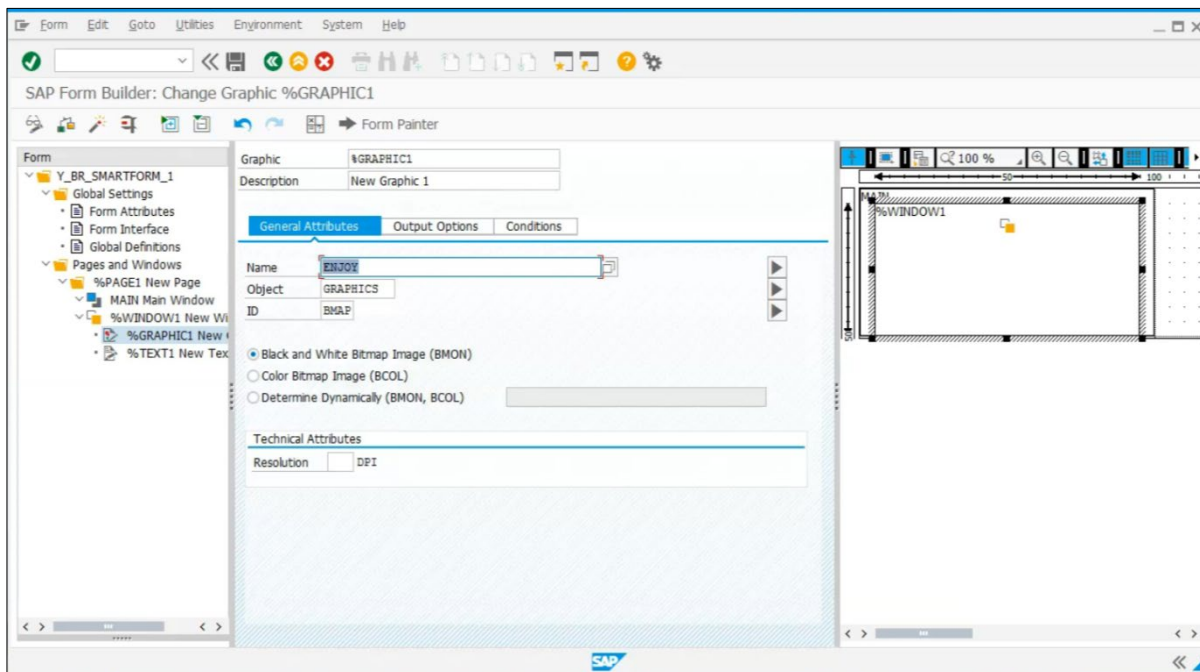 Form Edit Goto Utilities Environment System Help
SAP Form Builder: Change Graphic %GRAPHIC1
Form Painter
Form
Y_BR_SMARTFORM_1
Global Settings
Form Attributes
Form Interface
Global Definitions
Pages and Windows
%PAGE1 New Page
MAIN Main Window
%WINDOW1 New Wi
%GRAPHIC1 New
%TEXT1 New Tex
Graphic %GRAPHIC1
Description New Graphic 1
General Attributes Output Options Conditions
Name ENJOY
Object GRAPHICS
ID BMAP
Black and White Bitmap Image (BMON)
Color Bitmap Image (BCOL)
Determine Dynamically (BMON, BCOL)
Technical Attributes
Resolution DPI
100 %
50 100
MAIN
%WINDOW1
50
SAP